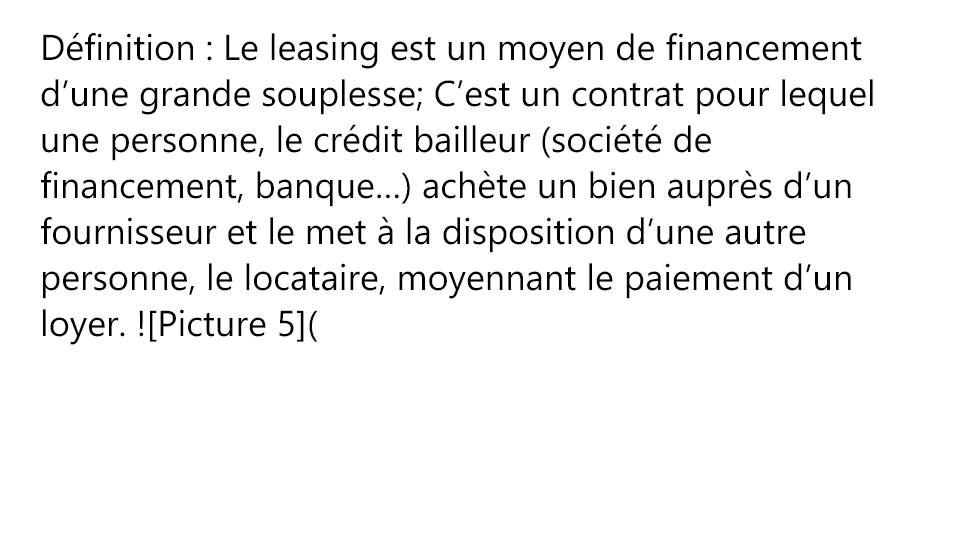 Définition : Le leasing est un moyen de financement
d’une grande souplesse; C’est un contrat pour lequel
une personne, le crédit bailleur (société de
financement, banque…) achète un bien auprès d’un
fournisseur et le met à la disposition d’une autre
personne, le locataire, moyennant le paiement d’un
loyer. ![Picture 5](